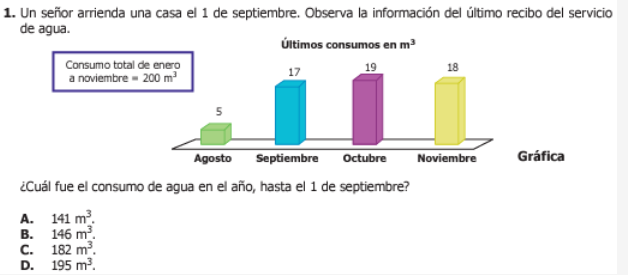 1. Un señor arrienda una casa el 1 de septiembre. Observa la información del último recibo del servicio
de agua.
Últimos consumos en m³
Consumo total de enero
a noviembre = 200 m³
17
19
18
5
Agosto Septiembre Octubre Noviembre Gráfica
¿Cuál fue el consumo de agua en el año, hasta el 1 de septiembre?
A. 141 m³.
B. 146 m³.
C. 182 m³.
D. 195 m³.